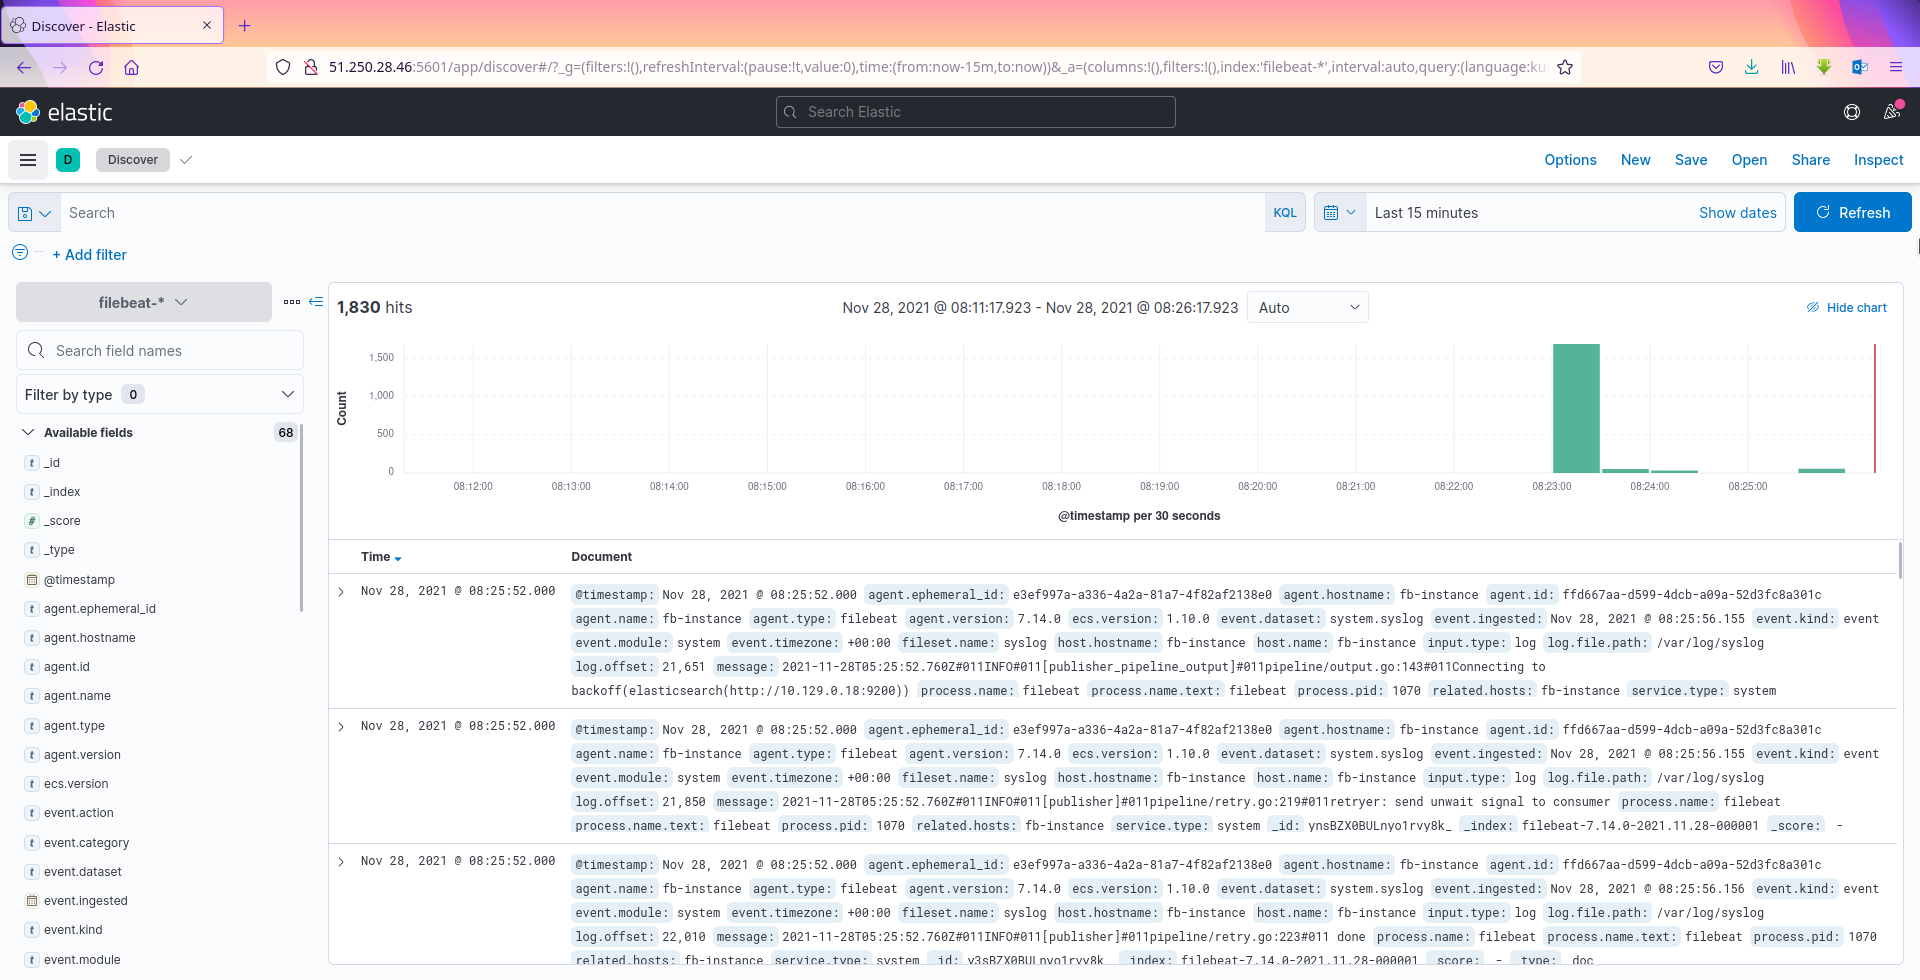 Discover - Elastic
51.250.28.46:5601/app/discover#/?_g=(filters:!(),refreshInterval:(pause:!t,value:0),time:(from:now-15m,to:now))&_a=(columns:!(),filters:!(),index:'filebeat-*',interval:auto,query:(language:ku
elastic
Search Elastic
D
Discover
Options New Save Open Share Inspect
Search
KQL
Last 15 minutes
Show dates
Refresh
+ Add filter
filebeat-*
Search field names
Filter by type 0
Available fields 68
t _id
t _index
# _score
t _type
@timestamp
t agent.ephemeral_id
t agent.hostname
t agent.id
t agent.name
t agent.type
t agent.version
t ecs.version
t event.action
t event.category
t event.dataset
event.ingested
t event.kind
t event.module
1,830 hits
Nov 28, 2021 @ 08:11:17.923 - Nov 28, 2021 @ 08:26:17.923
Auto
Hide chart
Count
1,500
1,000
500
0
08:12:00 08:13:00 08:14:00 08:15:00 08:16:00 08:17:00 08:18:00 08:19:00 08:20:00 08:21:00 08:22:00 08:23:00 08:24:00 08:25:00
@timestamp per 30 seconds
Time Document
Nov 28, 2021 @ 08:25:52.000
@timestamp: Nov 28, 2021 @ 08:25:52.000 agent.ephemeral_id: e3ef997a-a336-4a2a-81a7-4f82af2138e0 agent.hostname: fb-instance agent.id: ffd667aa-d599-4dcb-a09a-52d3fc8a301c
agent.name: fb-instance agent.type: filebeat agent.version: 7.14.0 ecs.version: 1.10.0 event.dataset: system.syslog event.ingested: Nov 28, 2021 @ 08:25:56.155 event.kind: event
event.module: system event.timezone: +00:00 fileset.name: syslog host.hostname: fb-instance host.name: fb-instance input.type: log log.file.path: /var/log/syslog
log.offset: 21,651 message: 2021-11-28T05:25:52.760Z#011INFO#011[publisher_pipeline_output]#011pipeline/output.go:143#011Connecting to
backoff(elasticsearch(http://10.129.0.18:9200)) process.name: filebeat process.name.text: filebeat process.pid: 1070 related.hosts: fb-instance service.type: system
Nov 28, 2021 @ 08:25:52.000
@timestamp: Nov 28, 2021 @ 08:25:52.000 agent.ephemeral_id: e3ef997a-a336-4a2a-81a7-4f82af2138e0 agent.hostname: fb-instance agent.id: ffd667aa-d599-4dcb-a09a-52d3fc8a301c
agent.name: fb-instance agent.type: filebeat agent.version: 7.14.0 ecs.version: 1.10.0 event.dataset: system.syslog event.ingested: Nov 28, 2021 @ 08:25:56.155 event.kind: event
event.module: system event.timezone: +00:00 fileset.name: syslog host.hostname: fb-instance host.name: fb-instance input.type: log log.file.path: /var/log/syslog
log.offset: 21,850 message: 2021-11-28T05:25:52.760Z#011INFO#011[publisher]#011pipeline/retry.go:219#011retryer: send unwait signal to consumer process.name: filebeat
process.name.text: filebeat process.pid: 1070 related.hosts: fb-instance service.type: system _id: ynsBZX0BULnyo1rvy8k_ _index: filebeat-7.14.0-2021.11.28-000001 _score: -
Nov 28, 2021 @ 08:25:52.000
@timestamp: Nov 28, 2021 @ 08:25:52.000 agent.ephemeral_id: e3ef997a-a336-4a2a-81a7-4f82af2138e0 agent.hostname: fb-instance agent.id: ffd667aa-d599-4dcb-a09a-52d3fc8a301c
agent.name: fb-instance agent.type: filebeat agent.version: 7.14.0 ecs.version: 1.10.0 event.dataset: system.syslog event.ingested: Nov 28, 2021 @ 08:25:56.156 event.kind: event
event.module: system event.timezone: +00:00 fileset.name: syslog host.hostname: fb-instance host.name: fb-instance input.type: log log.file.path: /var/log/syslog
log.offset: 22,010 message: 2021-11-28T05:25:52.760Z#011INFO#011[publisher]#011pipeline/retry.go:223#011 done process.name: filebeat process.name.text: filebeat process.pid: 1070
related.hosts: fb-instance service.type: system _id: y3sBZX0BULnyo1rvy8k_ _index: filebeat-7.14.0-2021.11.28-000001 _score: - _type: _doc